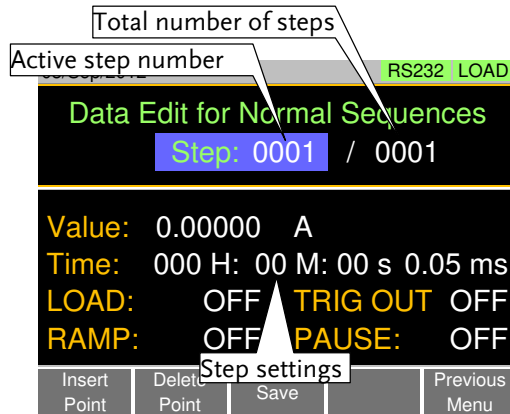 Total number of steps
Active step number
RS232 LOAD
Data Edit for Normal Sequences
Step: 0001 / 0001
Value: 0.00000 A
Time: 000 H: 00 M: 00 s 0.05 ms
LOAD: OFF TRIG OUT OFF
RAMP: OFF PAUSE: OFF
Step settings
Insert Point
Delete Point
Save
Previous Menu